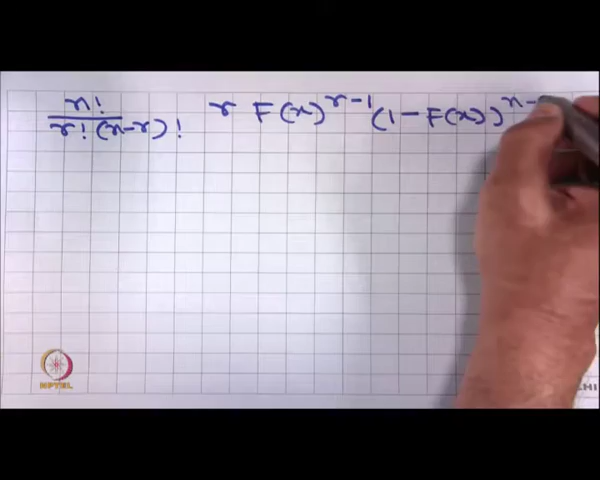 n!/r!(n-r)! r F(x)^{r-1} (1 - F(x))^{n-
NPTEL